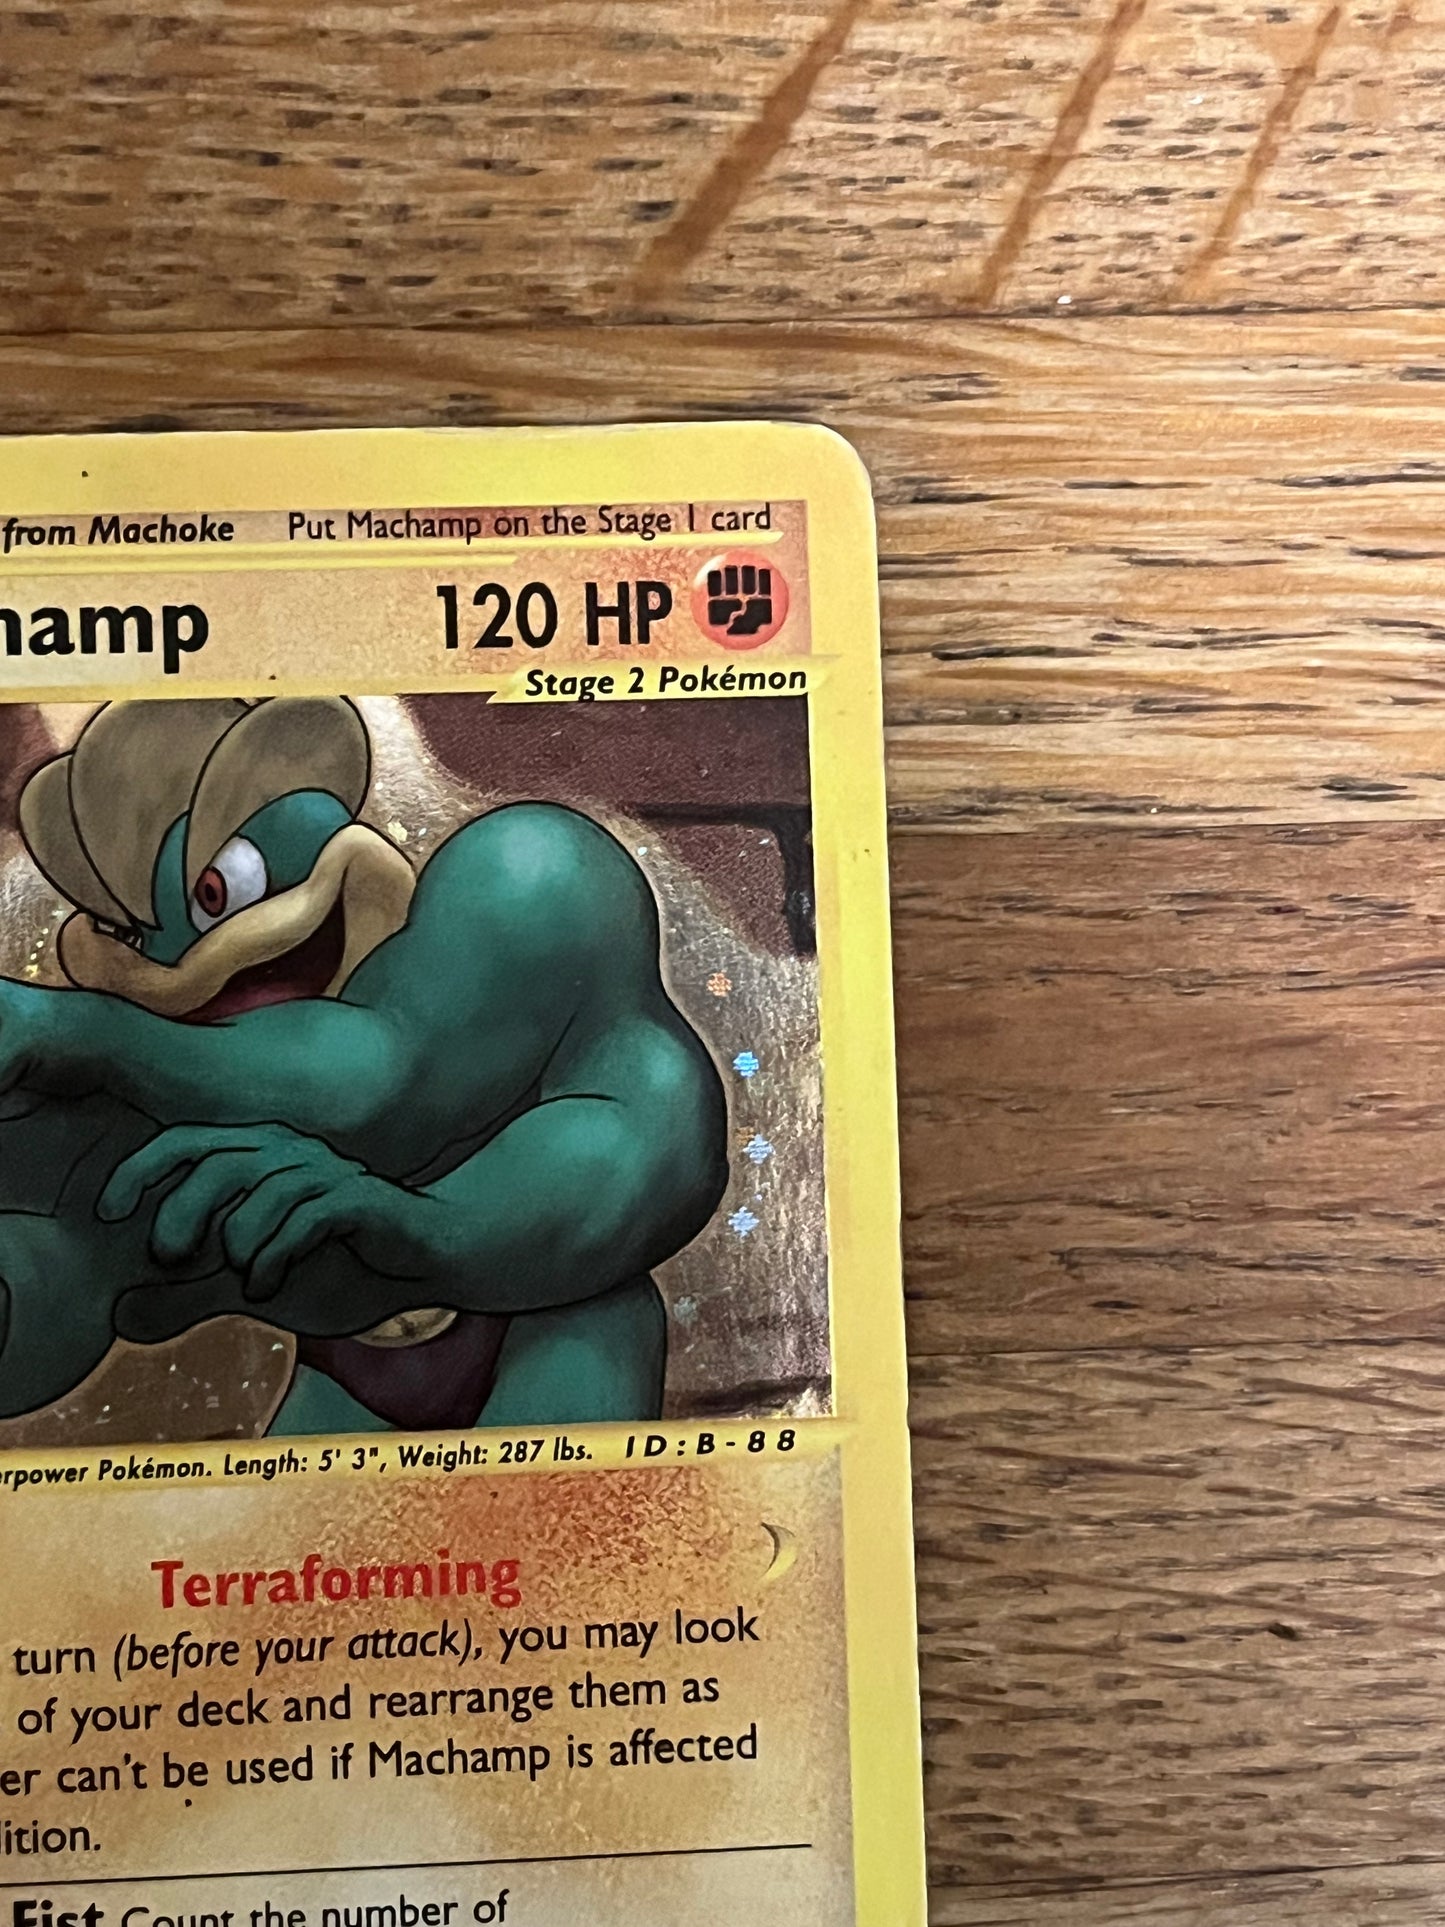 from Machoke Put Machamp on the Stage 1 card
hamp 120 HP
Stage 2 Pokémon
erpower Pokémon. Length: 5' 3", Weight: 287 lbs. ID:B-88
Terraforming
turn (before your attack), you may look
of your deck and rearrange them as
er can't be used if Machamp is affected
lition.
Fist Count the number of